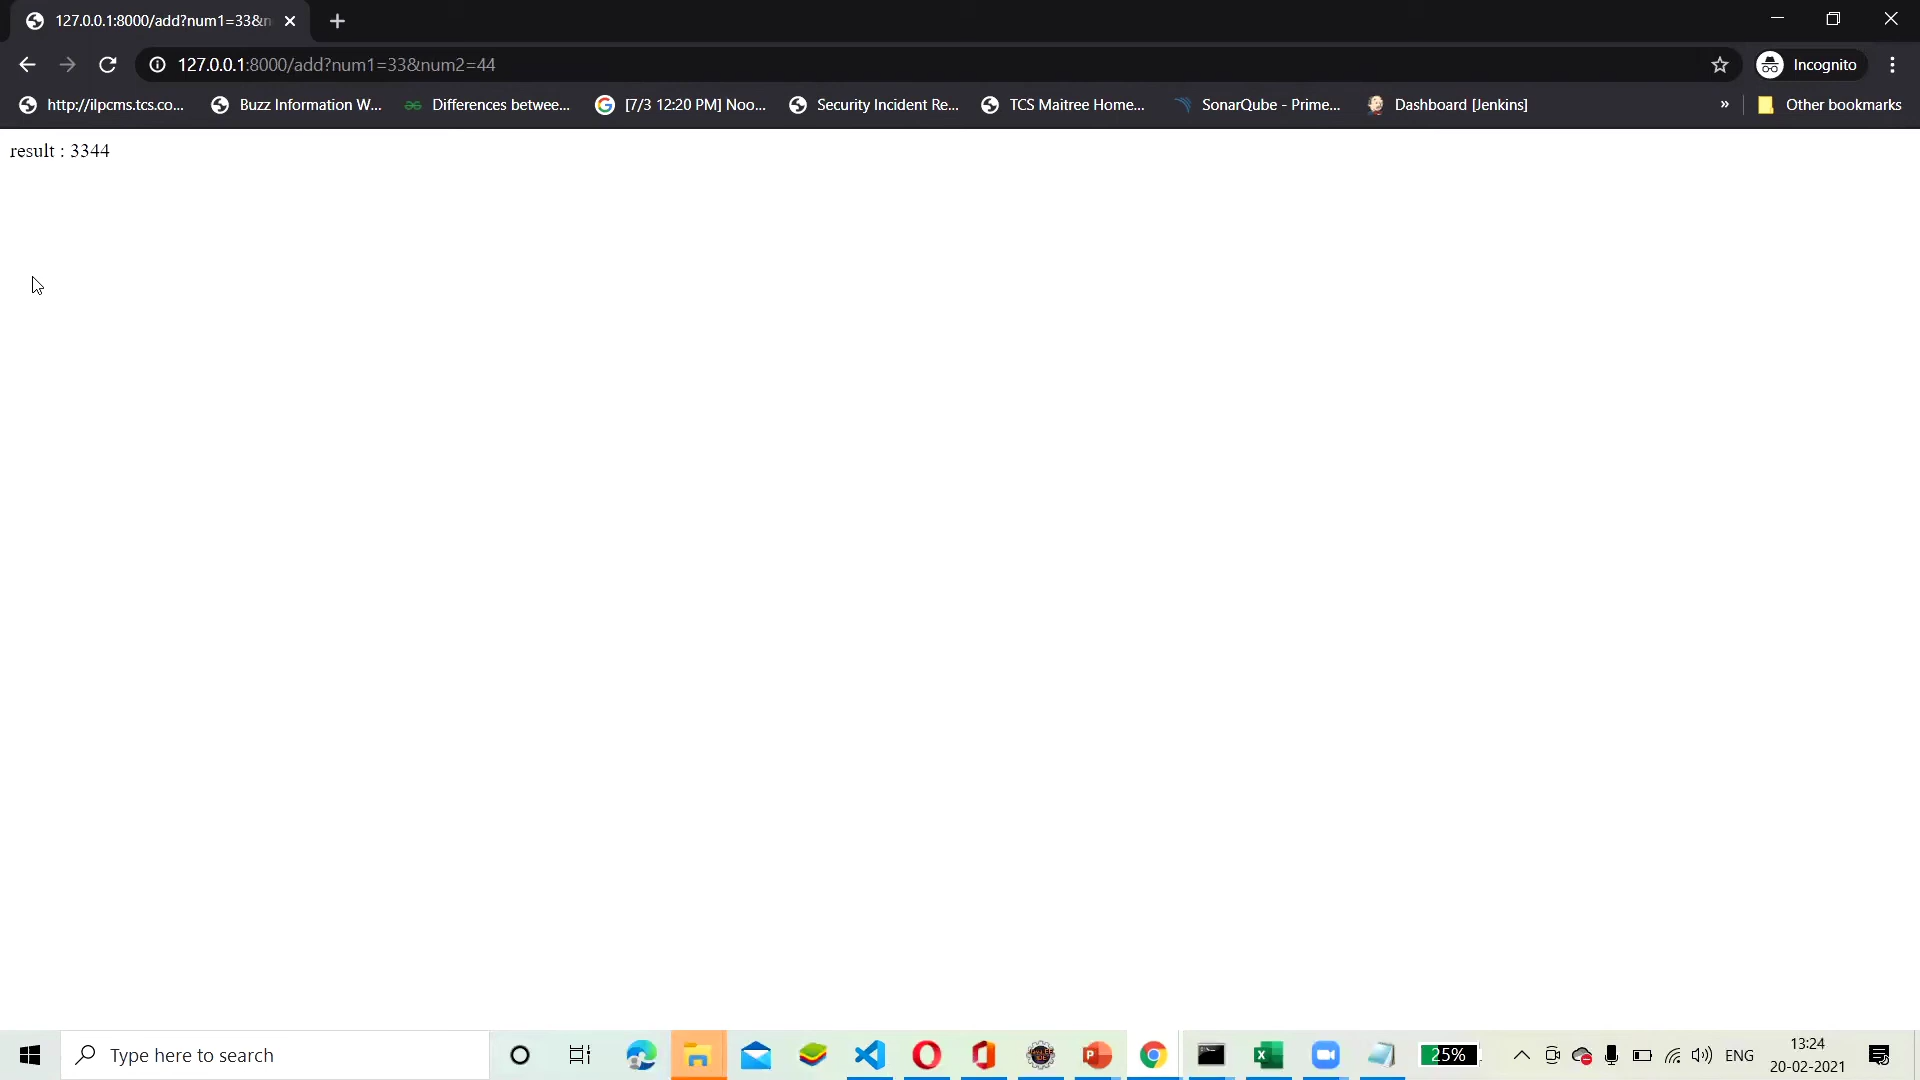 127.0.0.1:8000/add?num1=33&n
127.0.0.1:8000/add?num1=33&num2=44
Incognito
http://ilpcms.tcs.co...
Buzz Information W...
Differences betwee...
[7/3 12:20 PM] Noo...
Security Incident Re...
TCS Maitree Home...
SonarQube - Prime...
Dashboard [Jenkins]
»
Other bookmarks
result : 3344
Type here to search
25%
ENG
13:24
20-02-2021